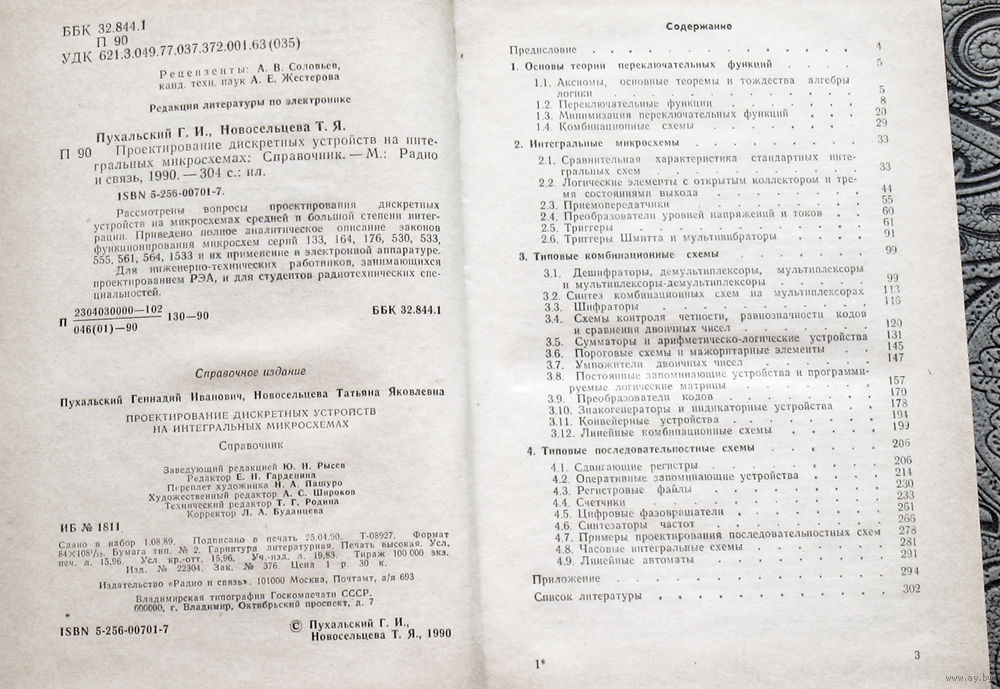 ББК 32.844.1
П 90
УДК 621.3.049.77.037.372.001.63(035)
Рецензенты: А. В. Соловьев,
канд. техн. наук А. Е. Жестерова
Редакция литературы по электронике
Пухальский Г. И., Новосельцева Т. Я.
П 90 Проектирование дискретных устройств на инте-
гральных микросхемах: Справочник. — М.: Радио
и связь, 1990. — 304 с.: ил.
ISBN 5-256-00701-7.
Рассмотрены вопросы проектирования дискретных
устройств на микросхемах средней и большой степени интег-
рации. Приведено полное аналитическое описание законов
функционирования микросхем серий 133, 164, 176, 530, 533,
555, 561, 564, 1533 и их применение в электронной аппаратуре.
Для инженерно-технических работников, занимающихся
проектированием РЭА, и для студентов радиотехнических спе-
циальностей.
П 2304030000—102
046(01)—90
130—90 ББК 32.844.1
Справочное издание
Пухальский Геннадий Иванович, Новосельцева Татьяна Яковлевна
ПРОЕКТИРОВАНИЕ ДИСКРЕТНЫХ УСТРОЙСТВ
НА ИНТЕГРАЛЬНЫХ МИКРОСХЕМАХ
Справочник
Заведующий редакцией Ю. Н. Рысев
Редактор Е. Н. Гарденина
Переплет художника Н. А. Пашуро
Художественный редактор А. С. Широков
Технический редактор Т. Г. Родина
Корректор Л. А. Буданцева
ИБ № 1811
Сдано в набор 1.08.89. Подписано в печать 25.04.90. Т-08927. Формат
84×108¹/₃₂. Бумага тип. № 2. Гарнитура литературная. Печать высокая. Усл.
печ. л. 15,96. Усл. кр.-отт. 15,96. Уч.-изд. л. 19,83. Тираж 100 000 экз.
Изд. № 22304. Зак. № 376 Цена 1 р. 30 к.
Издательство «Радио и связь». 101000 Москва, Почтамт, а/я 693
Владимирская типография Госкомпечати СССР.
600000, г. Владимир, Октябрьский проспект, д. 7
ISBN 5-256-00701-7
© Пухальский Г. И.,
Новосельцева Т. Я., 1990
Содержание
Предисловие . . . . . . . . . . 4
1. Основы теории переключательных функций . . . . 5
1.1. Аксиомы, основные теоремы и тождества алгебры
логики . . . . . . . . . . 5
1.2. Переключательные функции . . . . . . 8
1.3. Минимизация переключательных функций . . . 20
1.4. Комбинационные схемы . . . . . . 29
2. Интегральные микросхемы . . . . . . . 33
2.1. Сравнительная характеристика стандартных инте-
гральных схем . . . . . . . . 33
2.2. Логические элементы с открытым коллектором и тре-
мя состояниями выхода . . . . . . 44
2.3. Приемопередатчики . . . . . . . 55
2.4. Преобразователи уровней напряжений и токов . . 60
2.5. Триггеры . . . . . . . . . 61
2.6. Триггеры Шмитта и мультивибраторы . . . . 91
3. Типовые комбинационные схемы . . . . . . 99
3.1. Дешифраторы, демультиплексоры, мультиплексоры
и мультиплексоры-демультиплексоры . . . . 99
3.2. Синтез комбинационных схем на мультиплексорах 113
3.3. Шифраторы . . . . . . . . . 116
3.4. Схемы контроля четности, равнозначности кодов
и сравнения двоичных чисел . . . . . 120
3.5. Сумматоры и арифметическо-логические устройства 131
3.6. Пороговые схемы и мажоритарные элементы . . 145
3.7. Умножители двоичных чисел . . . . . 147
3.8. Постоянные запоминающие устройства и программи-
руемые логические матрицы . . . . . 157
3.9. Преобразователи кодов . . . . . . 170
3.10. Знакогенераторы и индикаторные устройства . . 178
3.11. Конвейерные устройства . . . . . . 194
3.12. Линейные комбинационные схемы . . . . 199
4. Типовые последовательностные схемы . . . . . 206
4.1. Сдвигающие регистры . . . . . . 206
4.2. Оперативные запоминающие устройства . . . 214
4.3. Регистровые файлы . . . . . . . 230
4.4. Счетчики . . . . . . . . . 233
4.5. Цифровые фазовращатели . . . . . . 261
4.6. Синтезаторы частот . . . . . . . 266
4.7. Примеры проектирования последовательностных схем 278
4.8. Часовые интегральные схемы . . . . . 281
4.9. Линейные автоматы . . . . . . . 291
Приложение . . . . . . . . . . 294
Список литературы . . . . . . . . . 302
1* 3
www.ay.by